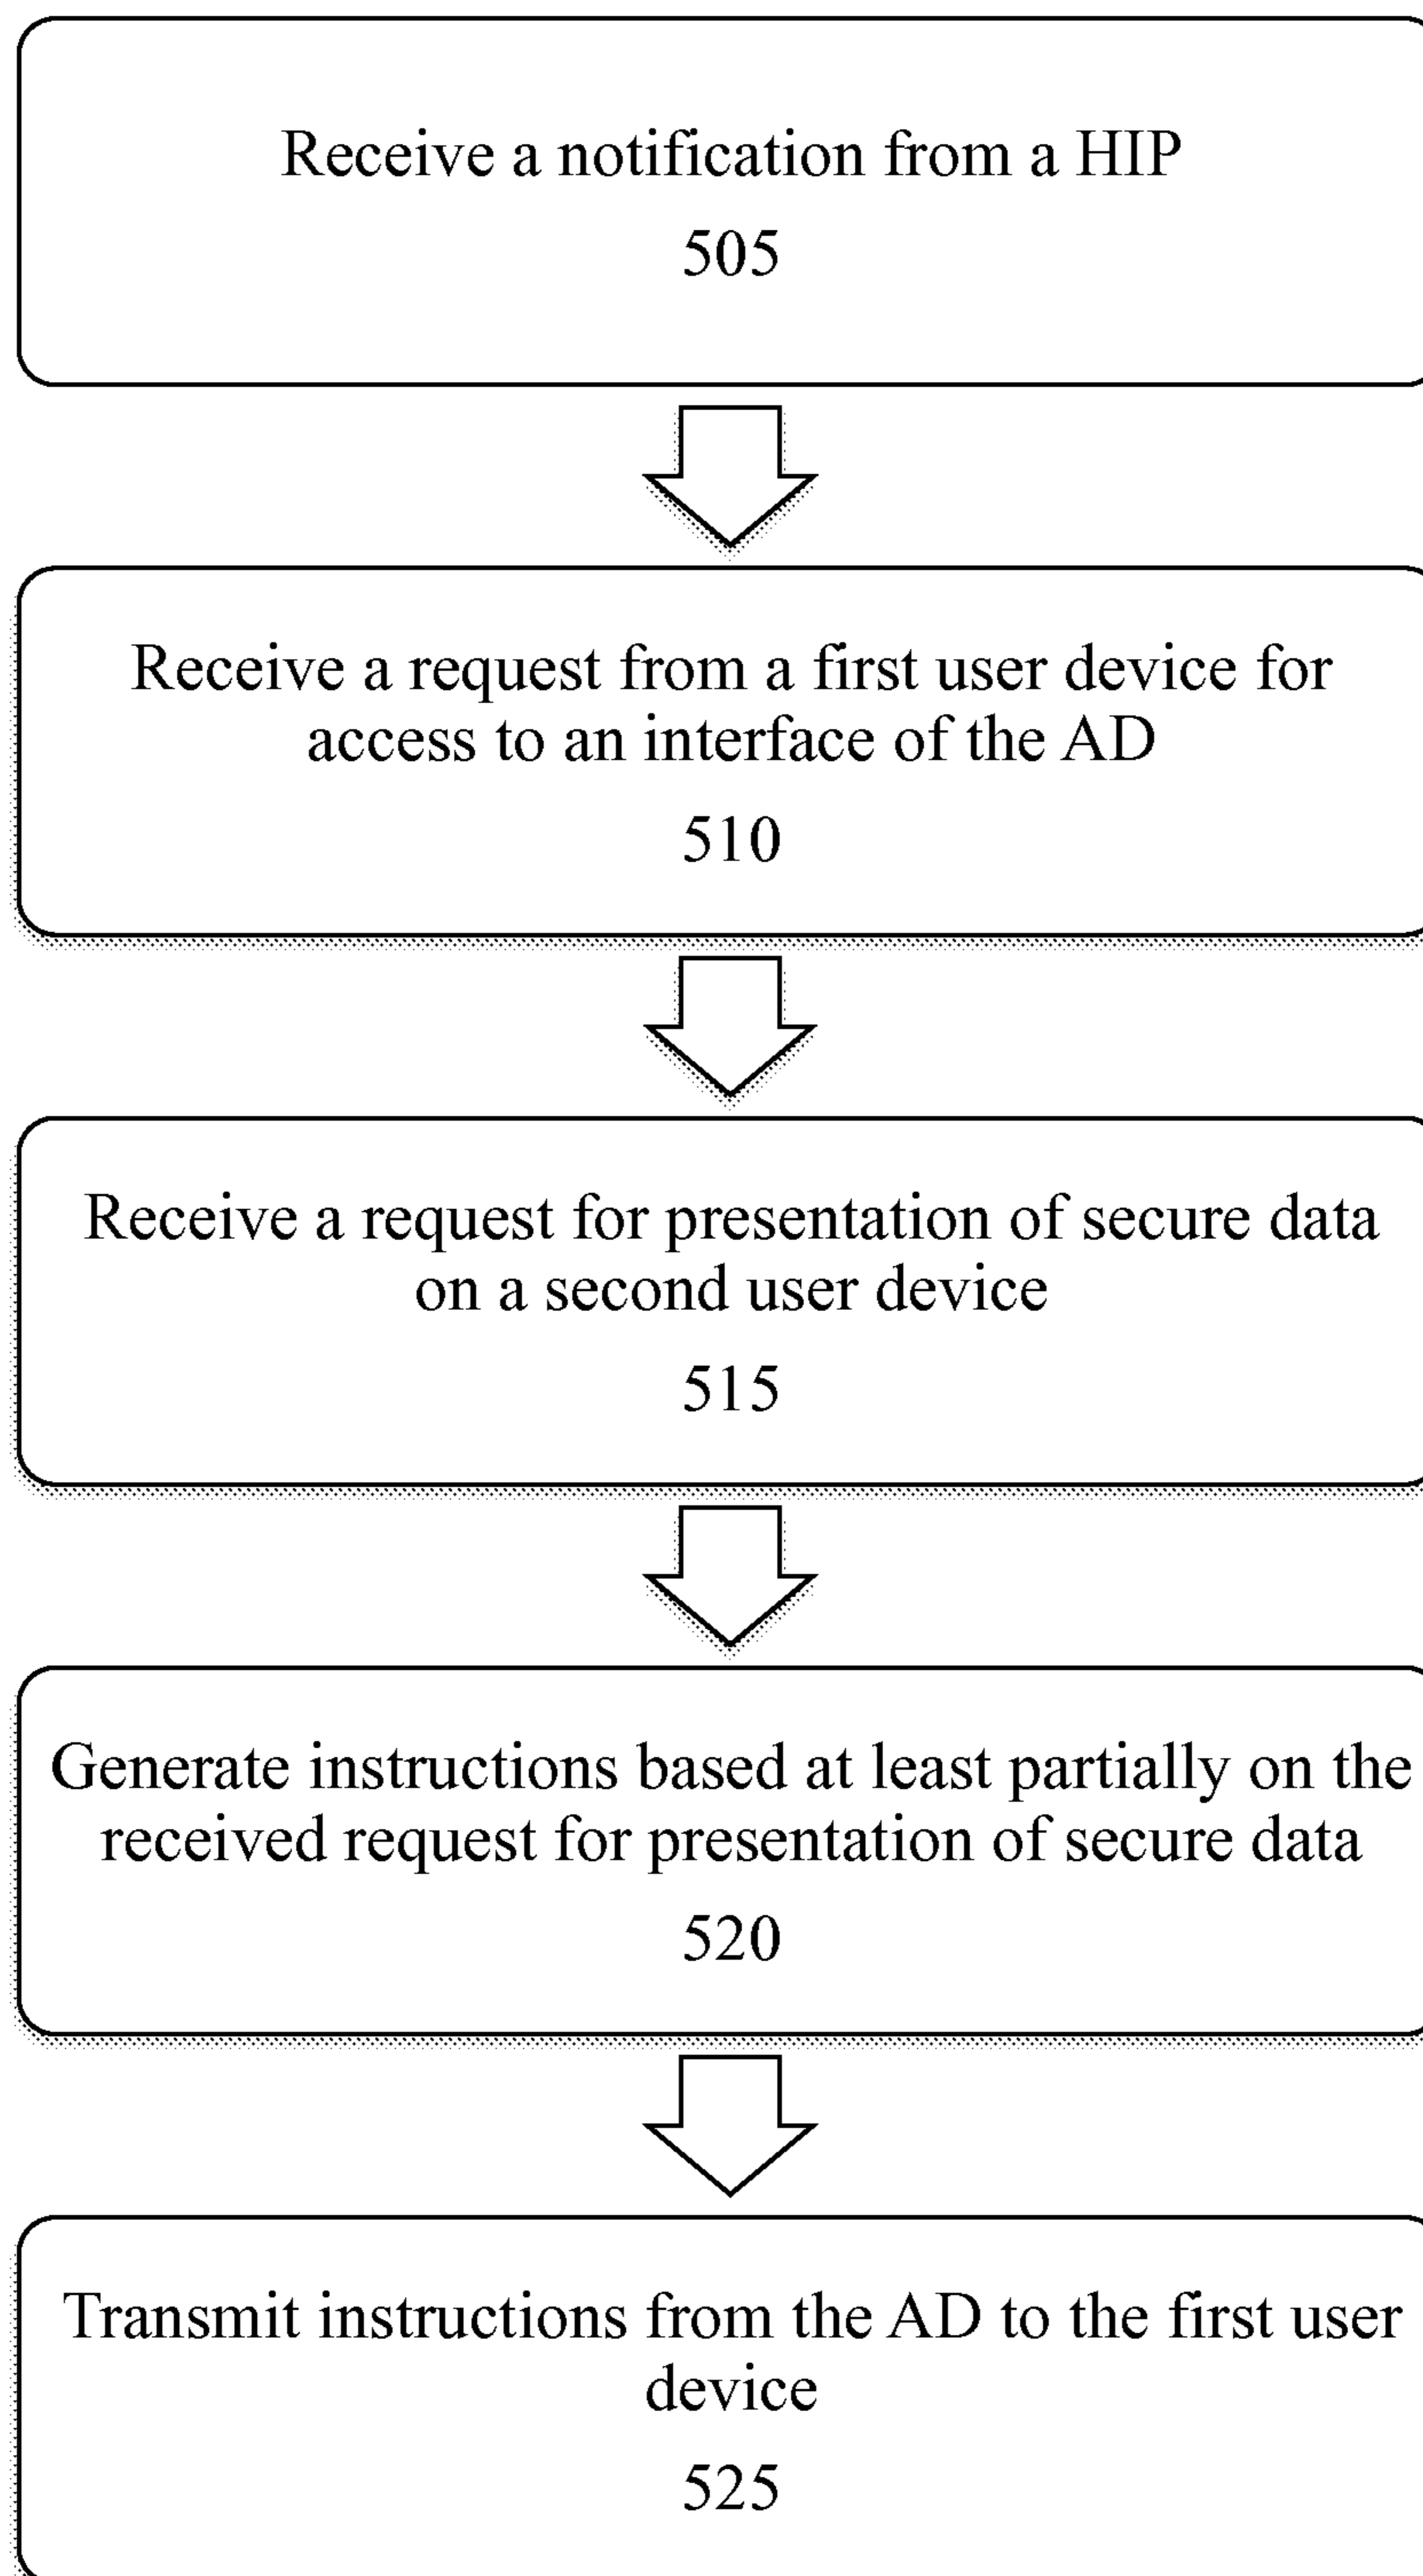 Receive a notification from a HIP
505
Receive a request from a first user device for
access to an interface of the AD
510
Receive a request for presentation of secure data
on a second user device
515
Generate instructions based at least partially on the
received request for presentation of secure data
520
Transmit instructions from the AD to the first user
device
525